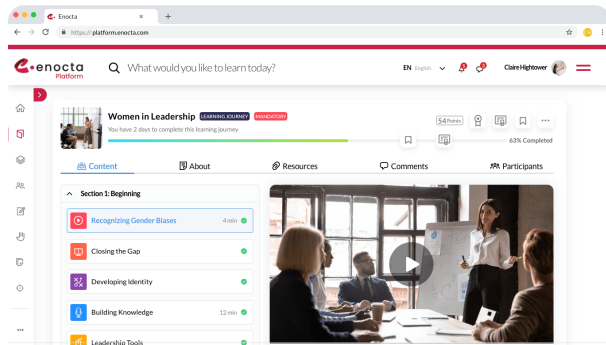 Enocta
https://platform.enocta.com
enocta
Platform
What would you like to learn today?
EN English
Claire Hightower
Women in Leadership LEARNING JOURNEY MANDATORY
You have 2 days to complete this learning journey
54 Points
63% Completed
Content About Resources Comments Participants
Section 1: Beginning
Recognizing Gender Biases 4 min
Closing the Gap
Developing Identity
Building Knowledge 12 min
Leadership Tools